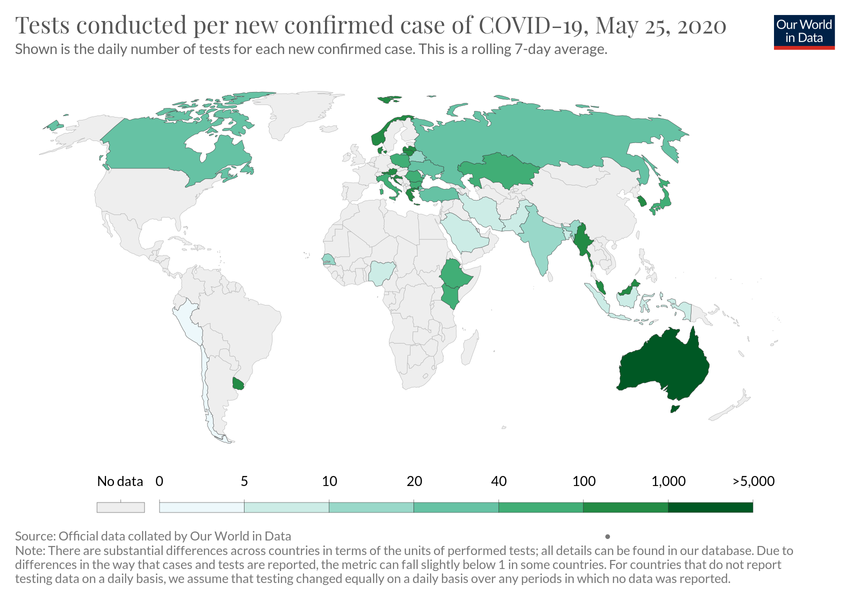 Tests conducted per new confirmed case of COVID-19, May 25, 2020
Shown is the daily number of tests for each new confirmed case. This is a rolling 7-day average.
Our World
in Data
No data 0 5 10 20 40 100 1,000 >5,000
Source: Official data collated by Our World in Data
Note: There are substantial differences across countries in terms of the units of performed tests; all details can be found in our database. Due to
differences in the way that cases and tests are reported, the metric can fall slightly below 1 in some countries. For countries that do not report
testing data on a daily basis, we assume that testing changed equally on a daily basis over any periods in which no data was reported.